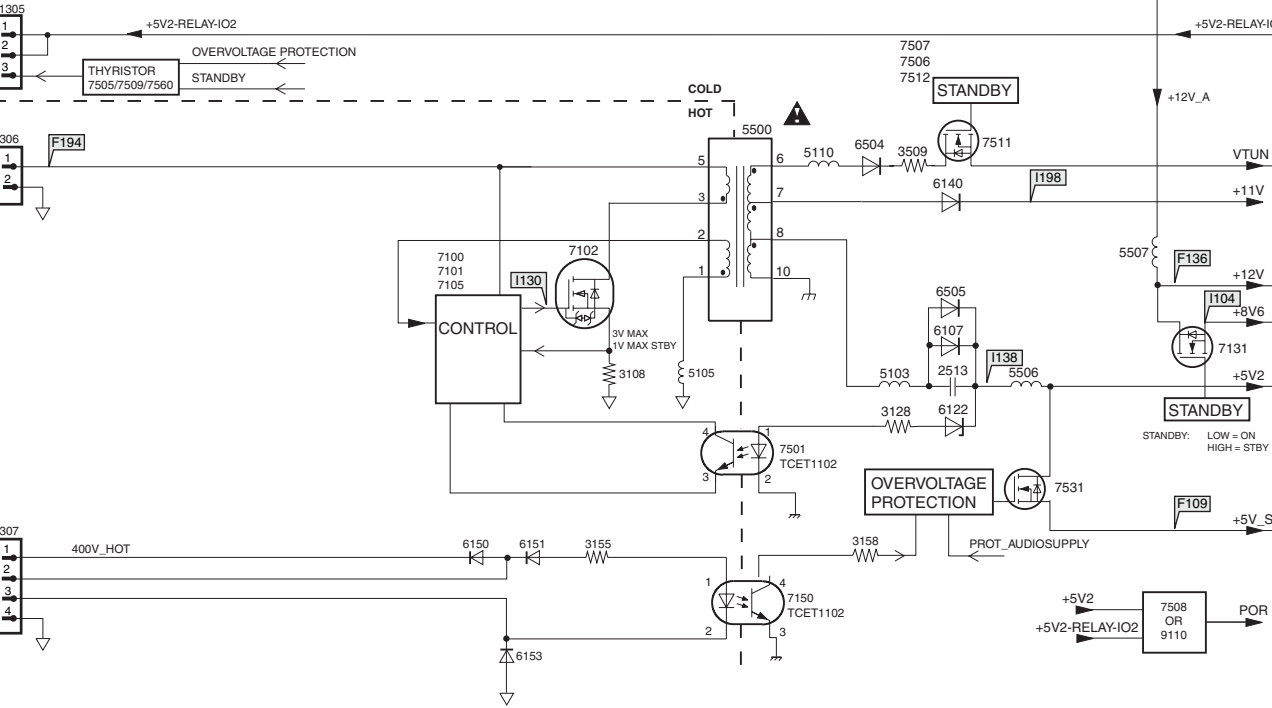 1305
1
2
3
+5V2-RELAY-IO2
OVERVOLTAGE PROTECTION
STANDBY
THYRISTOR
7505/7509/7560
COLD
HOT
306
1
2
F194
7507
7506
7512
STANDBY
+5V2-RELAY-IO
+12V_A
5500
5
3
2
1
6
7
8
10
5110
6504
3509
7511
6140
I198
VTUN
+11V
5507
F136
+12V
I104
+8V6
7131
+5V2
STANDBY
STANDBY: LOW = ON
HIGH = STBY
7100
7101
7105
I130
7102
CONTROL
3V MAX
1V MAX STBY
3108
5105
6505
6107
5103
2513
I138
5506
3128
6122
4
1
3
2
7501
TCET1102
OVERVOLTAGE
PROTECTION
7531
F109
+5V_S
307
1
2
3
4
400V_HOT
6150
6151
3155
3158
PROT_AUDIOSUPPLY
1
4
2
3
7150
TCET1102
6153
+5V2
+5V2-RELAY-IO2
7508
OR
9110
POR